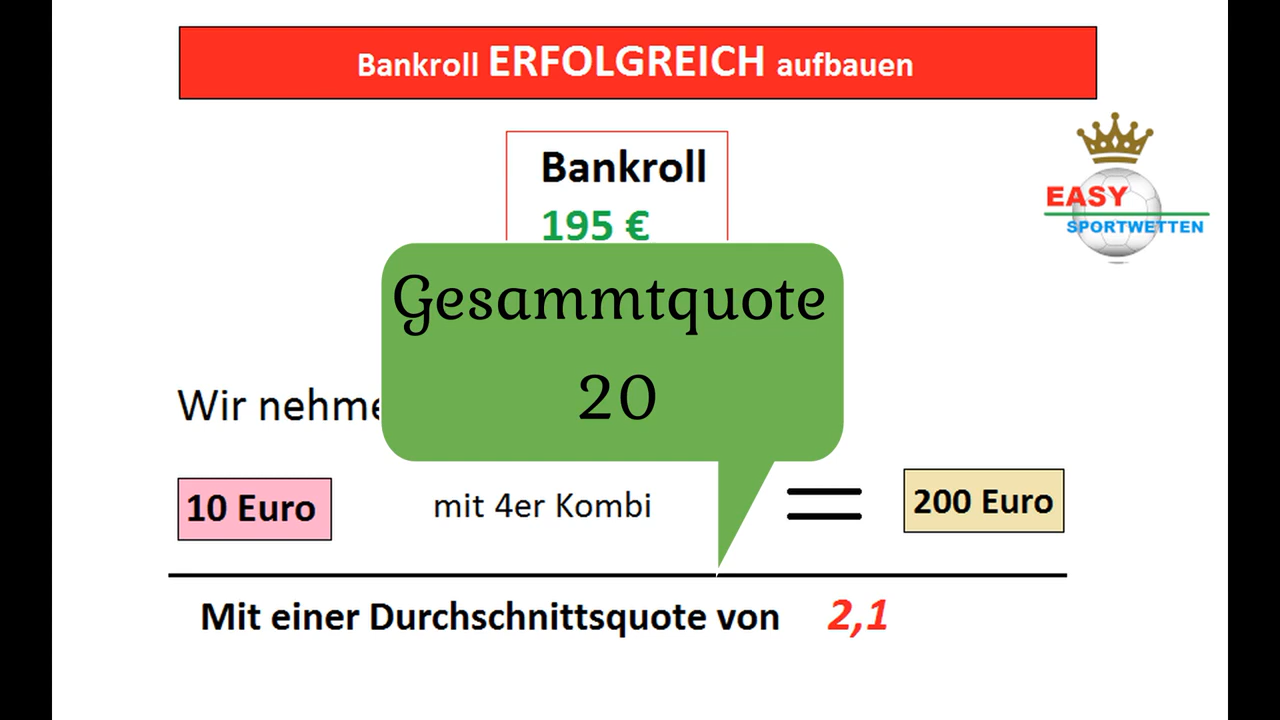 Bankroll ERFOLGREICH aufbauen
Bankroll
195 €
EASY
SPORTWETTEN
Gesammtquote
20
Wir
10 Euro
mit 4er Kombi
200 Euro
Mit einer Durchschnittsquote von 2,1